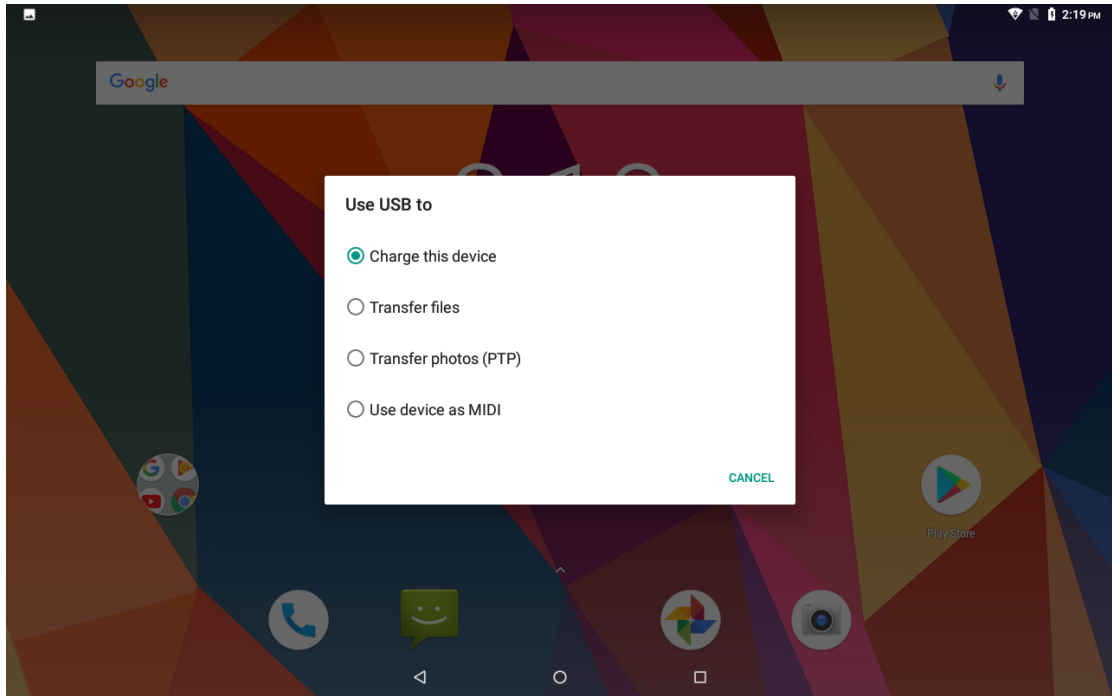 2:19 PM
Google
Use USB to
Charge this device
Transfer files
Transfer photos (PTP)
Use device as MIDI
CANCEL
Play Store